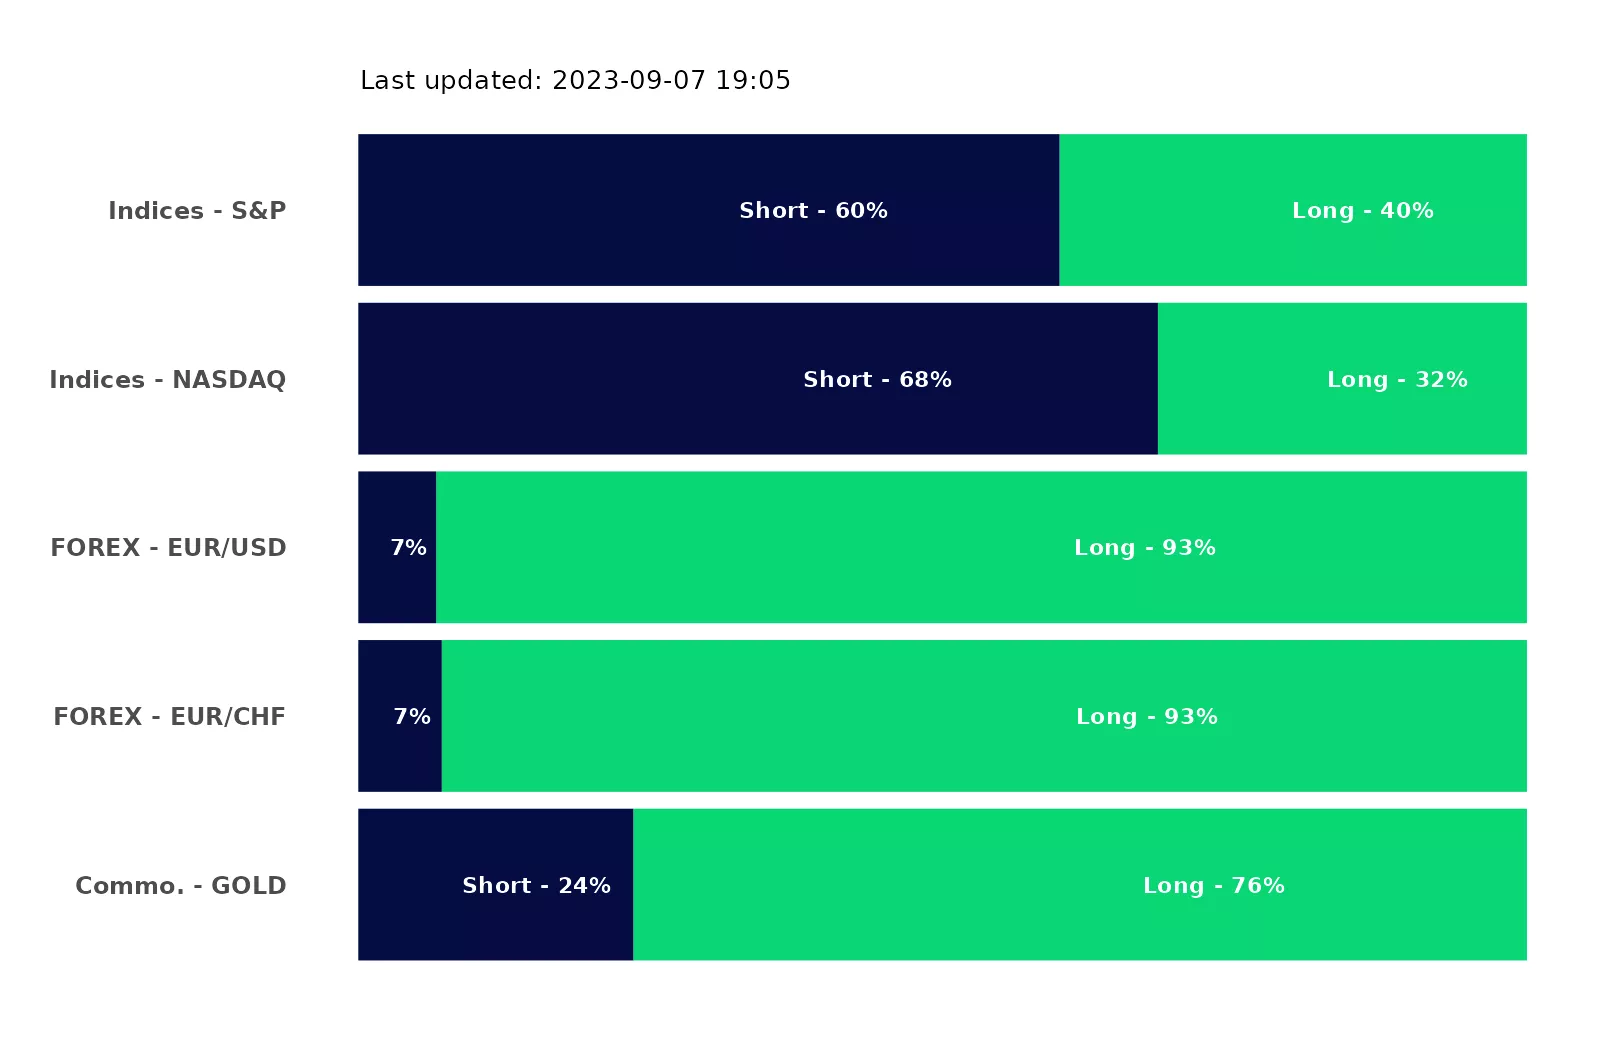 Last updated: 2023-09-07 19:05
Indices - S&P
Short - 60%
Long - 40%
Indices - NASDAQ
Short - 68%
Long - 32%
FOREX - EUR/USD
7%
Long - 93%
FOREX - EUR/CHF
7%
Long - 93%
Commo. - GOLD
Short - 24%
Long - 76%